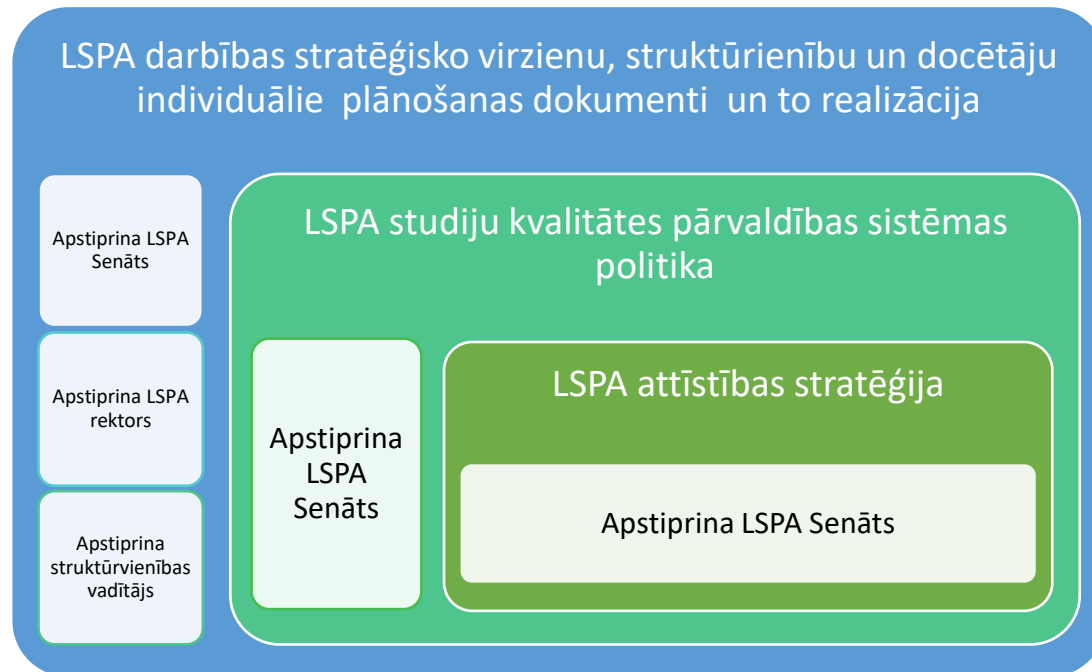 LSPA darbības stratēģisko virzienu, struktūrienību un docētāju
individuālie plānošanas dokumenti un to realizācija
Apstiprina LSPA
Senāts
Apstiprina LSPA
rektors
Apstiprina
struktūrvienības
vadītājs
LSPA studiju kvalitātes pārvaldības sistēmas
politika
Apstiprina
LSPA
Senāts
LSPA attīstības stratēģija
Apstiprina LSPA Senāts